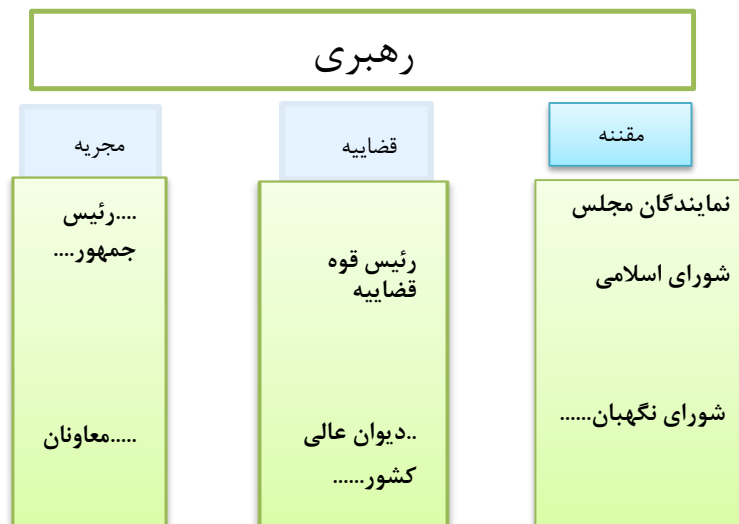 رهبری
مقننه
نمایندگان مجلس
شورای اسلامی
شورای نگهبان......
قضاییه
رئیس قوه
قضاییه
..دیوان عالی
کشور......
مجریه
....رئیس
جمهور....
.....معاونان